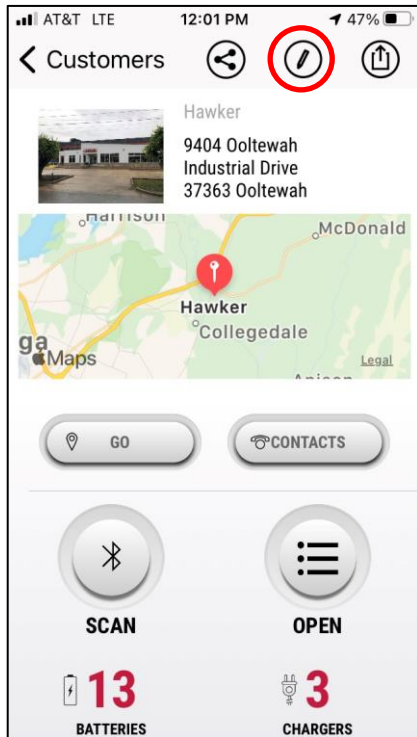 AT&T LTE 12:01 PM 47%
Customers
Hawker
9404 Ooltewah
Industrial Drive
37363 Ooltewah
Harrison
McDonald
Hawker
Collegedale
ga
Maps
Legal
GO
CONTACTS
SCAN
OPEN
13
3
BATTERIES
CHARGERS